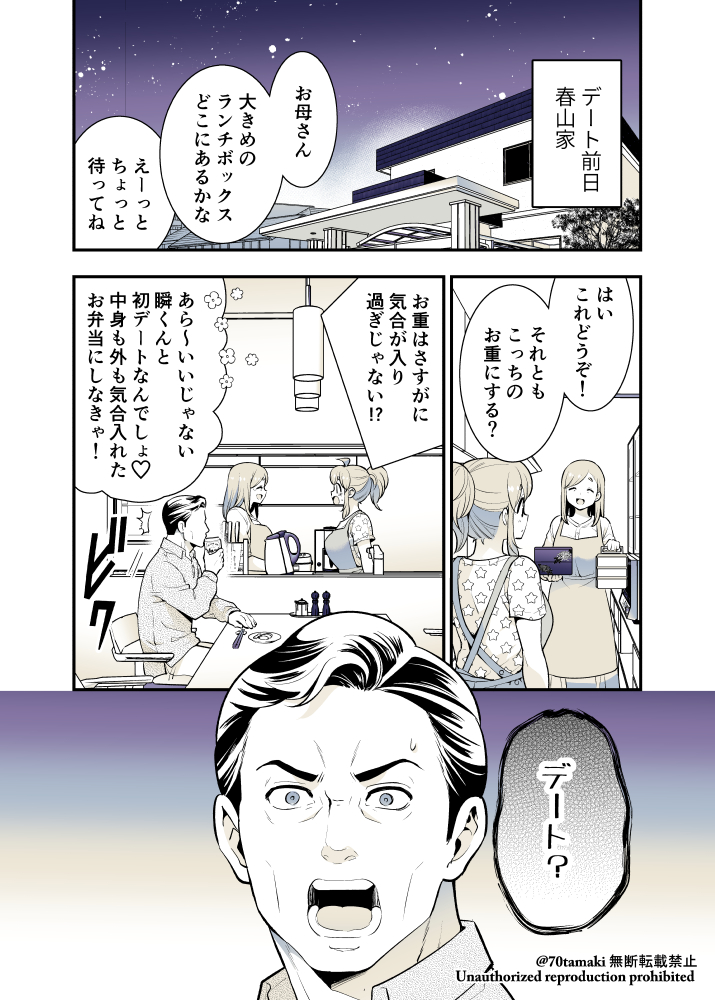 デート前日
春山家
お母さん
大きめの
ランチボックス
どこにあるかな
えーっと
ちょっと
待ってね
はい
これどうぞ！
それとも
こっちの
お重にする？
お重はさすがに
気合が入り
過ぎじゃない!?
あら〜いいじゃない
瞬くんと
初デートなんでしょ♡
中身も外も気合入れた
お弁当にしなきゃ！
ビクッ
デート？
@70tamaki 無断転載禁止
Unauthorized reproduction prohibited